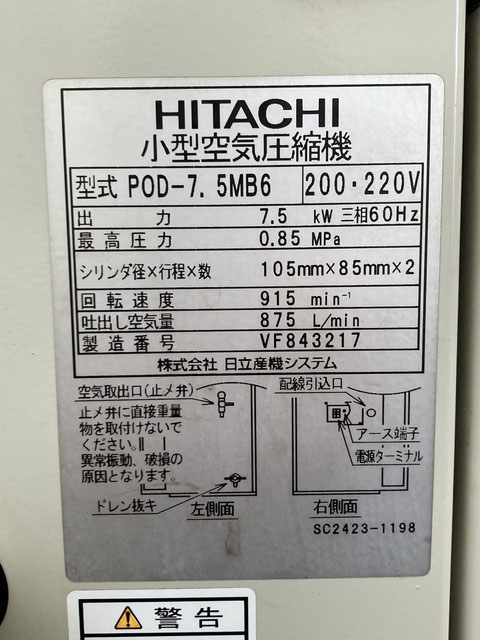 HITACHI
小型空気圧縮機
型式 POD-7.5MB6 200・220V
出力 7.5 kW 三相60Hz
最高圧力 0.85 MPa
シリンダ径×行程×数 105mm×85mm×2
回転速度 915 min⁻¹
吐出し空気量 875 L/min
製造番号 VF843217
株式会社 日立産機システム
空気取出口(止メ弁)
止メ弁に直接重量
物を取付けないで
ください。
異常振動、破損の
原因となります。
ドレン抜キ
左側面
配線引込口
アース端子
電源ターミナル
右側面
SC2423-1198
警告